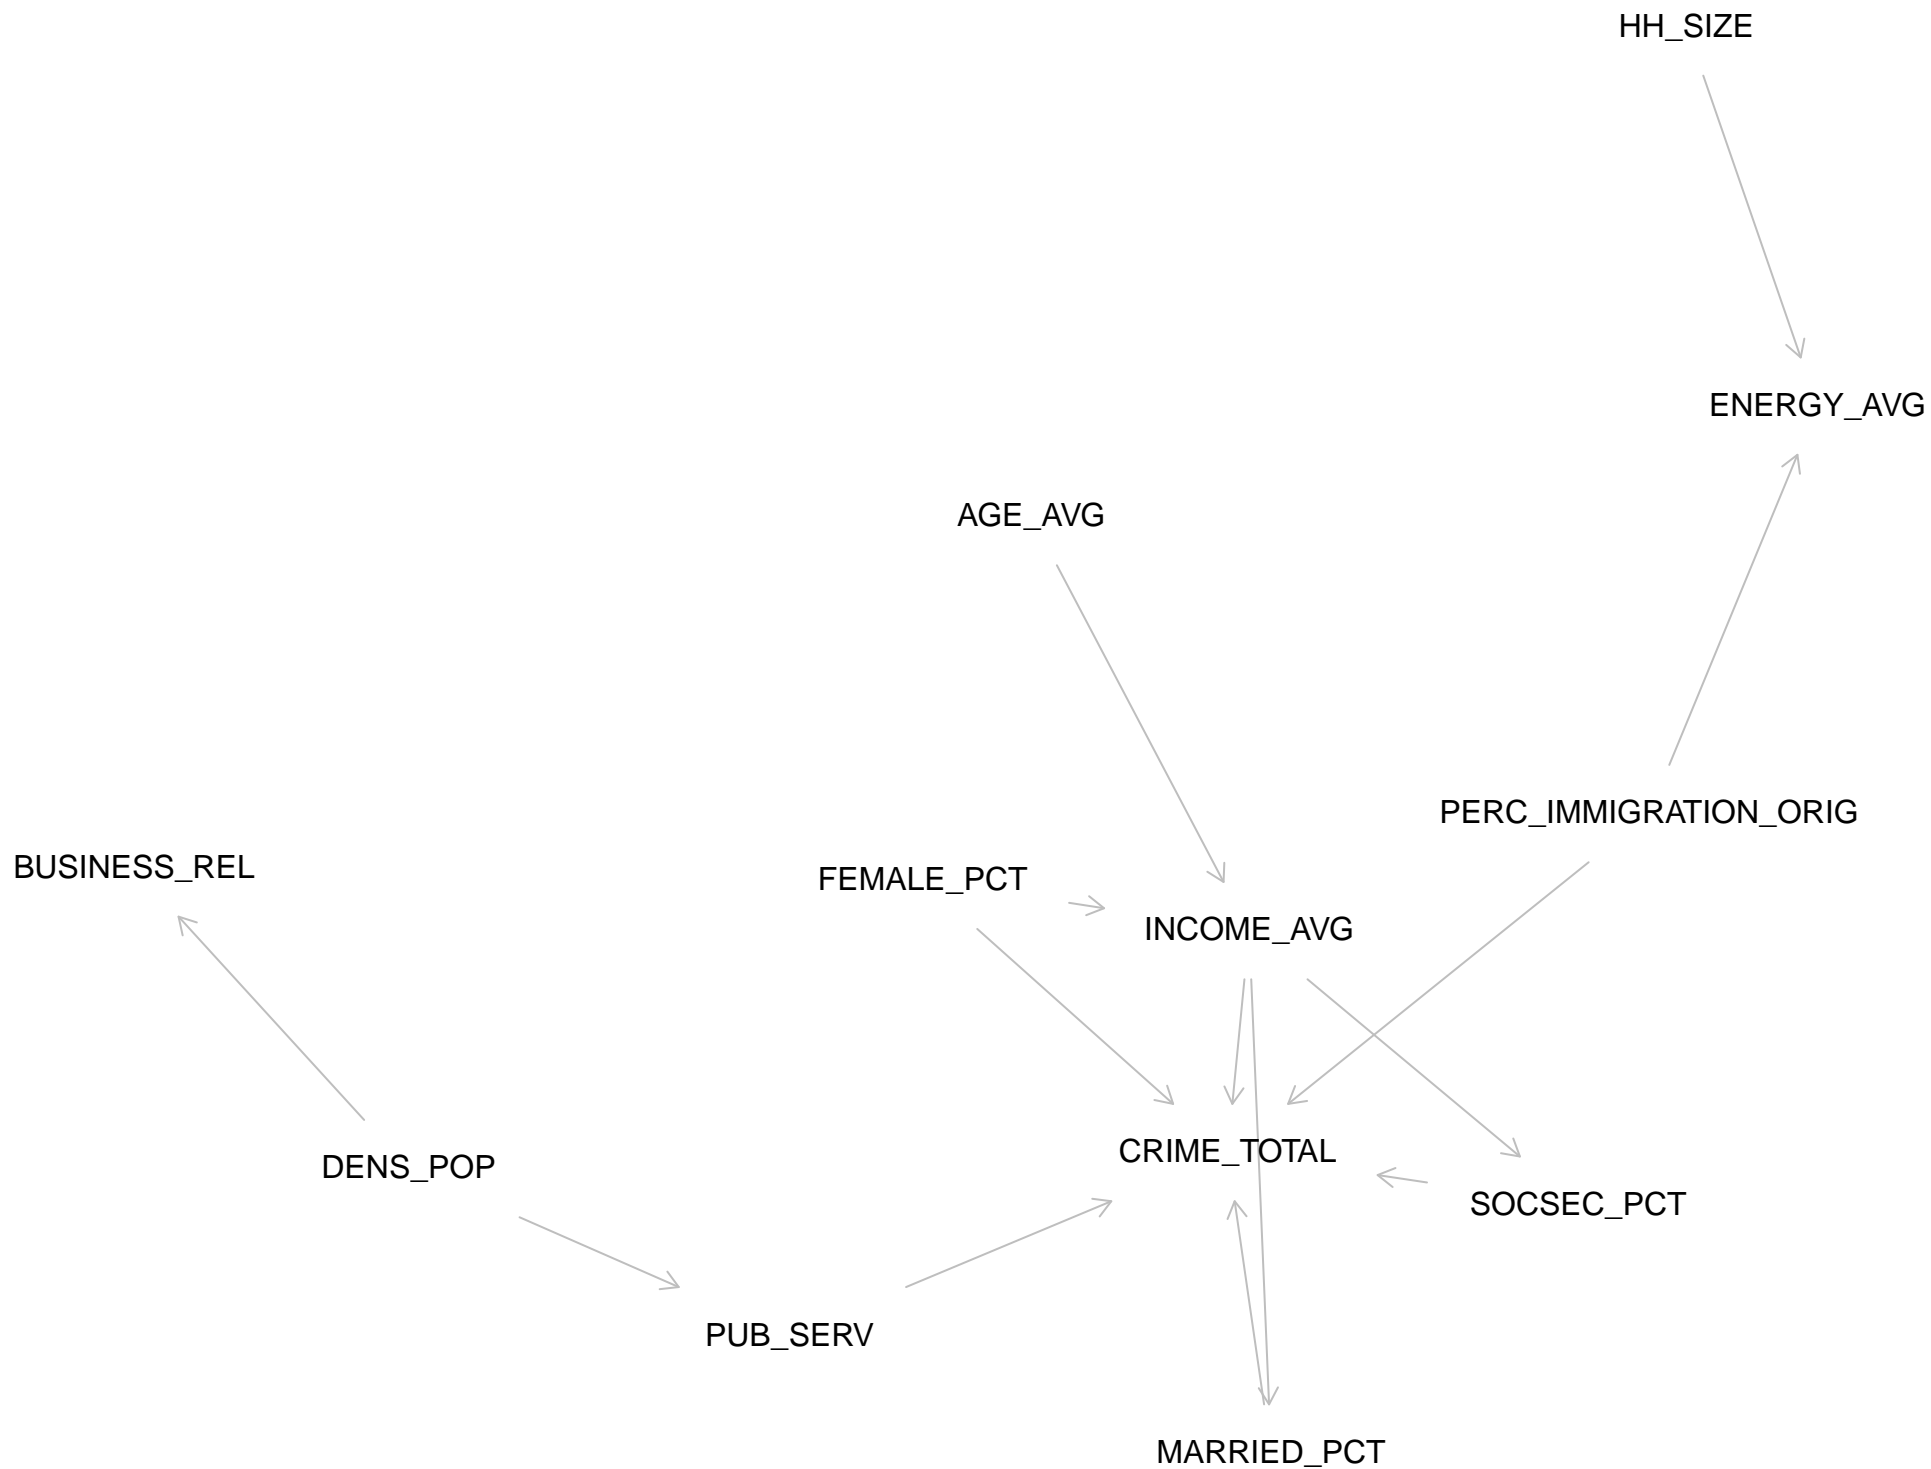 HH_SIZE
ENERGY_AVG
AGE_AVG
PERC_IMMIGRATION_ORIG
BUSINESS_REL
FEMALE_PCT
INCOME_AVG
CRIME_TOTAL
DENS_POP
SOCSEC_PCT
PUB_SERV
MARRIED_PCT